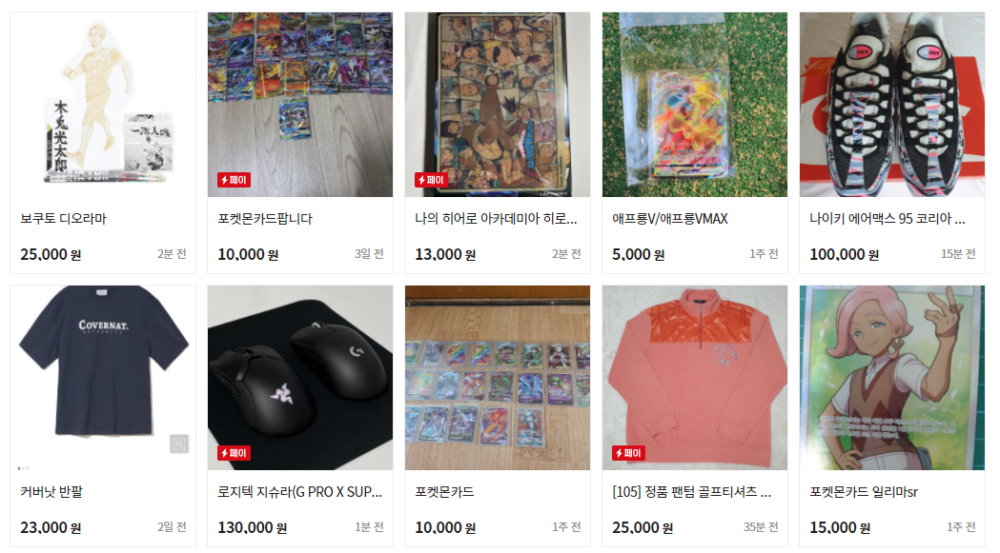 木兎光太郎
페이
페이
보쿠토 디오라마
포켓몬카드팝니다
나의 히어로 아카데미아 히로...
애프룡V/애프룡VMAX
나이키 에어맥스 95 코리아 ...
25,000 원
2분 전
10,000 원
3일 전
13,000 원
2분 전
5,000 원
1주 전
100,000 원
15분 전
COVERNAT.
AUTHENTIC
G
페이
페이
커버낫 반팔
로지텍 지슈라(G PRO X SUP...
포켓몬카드
[105] 정품 팬텀 골프티셔츠 ...
포켓몬카드 일리마sr
23,000 원
2일 전
130,000 원
1분 전
10,000 원
1주 전
25,000 원
35분 전
15,000 원
1주 전